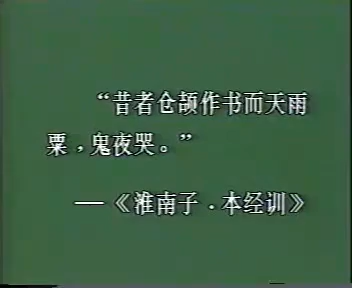 “昔者仓颉作书而天雨
粟，鬼夜哭。”
—《淮南子·本经训》